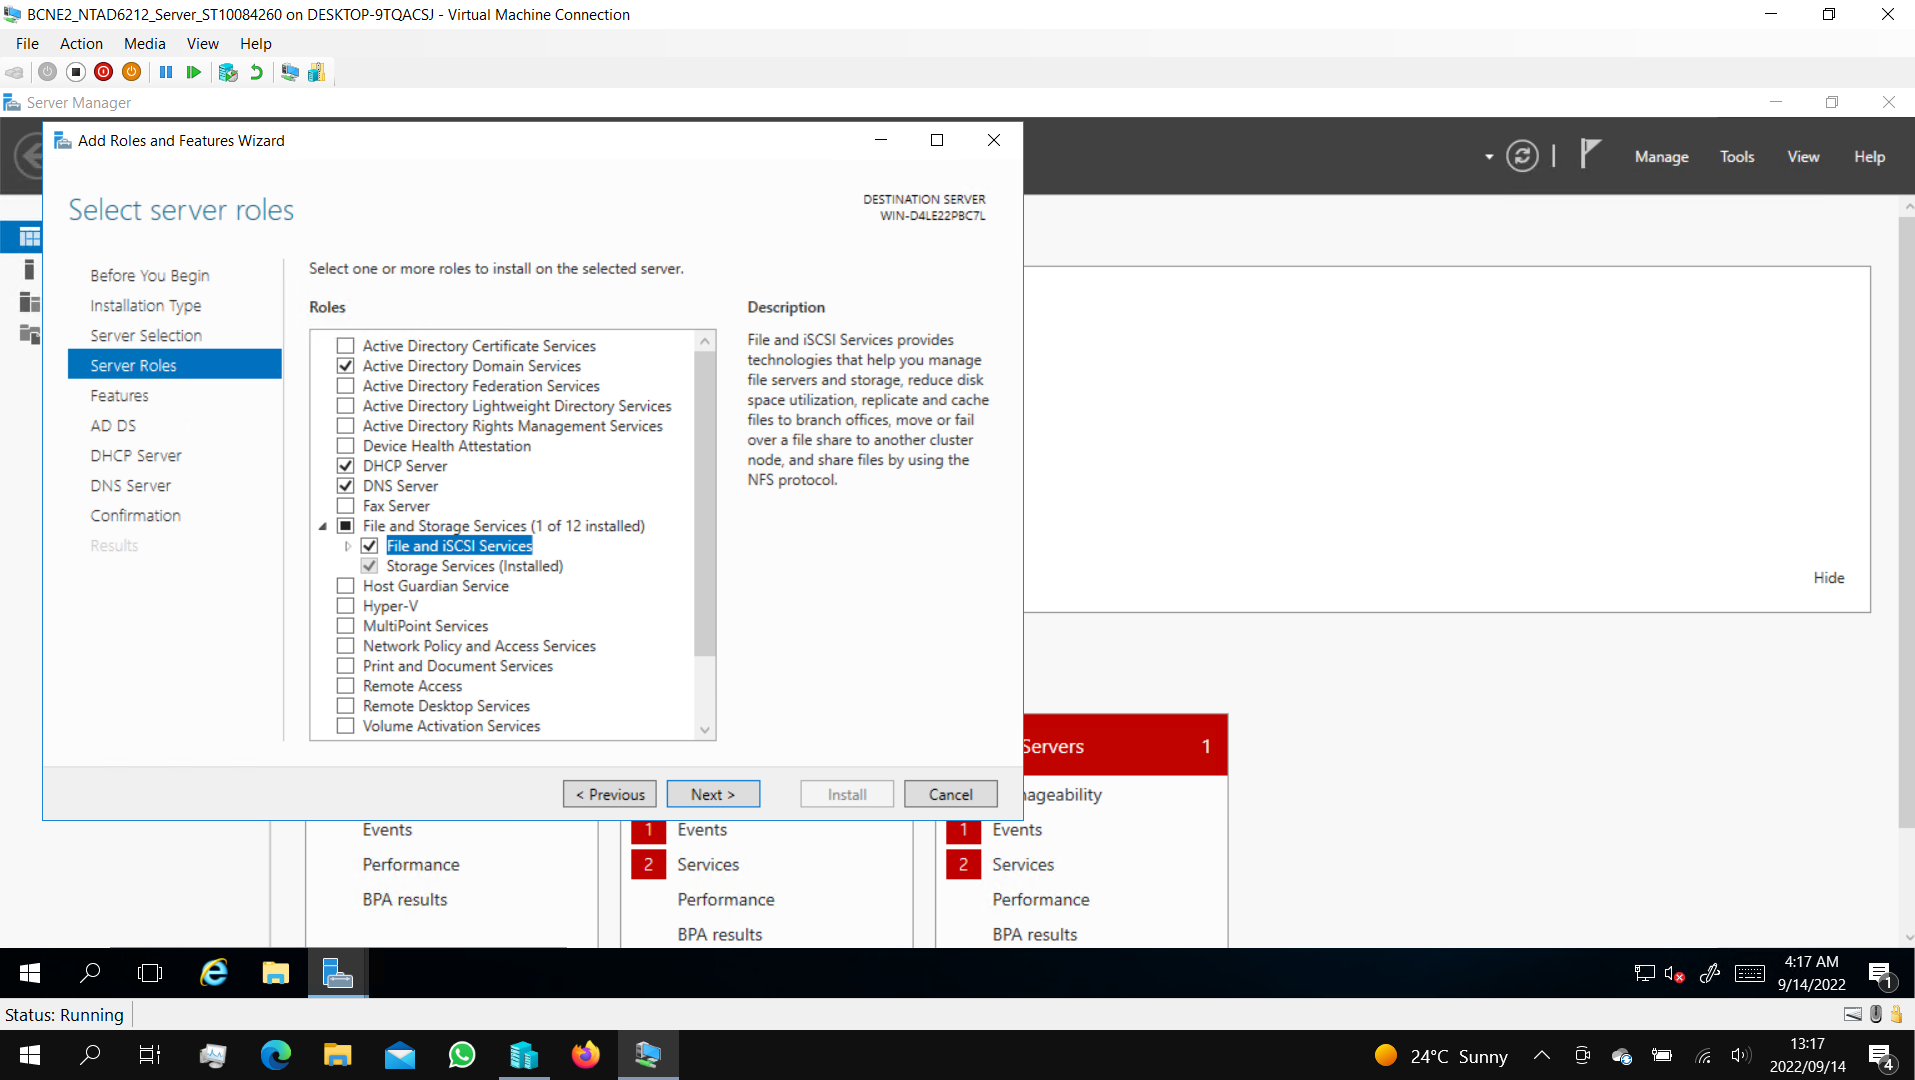 BCNE2_NTAD6212_Server_ST10084260 on DESKTOP-9TQACSJ - Virtual Machine Connection
File Action Media View Help
Server Manager
Add Roles and Features Wizard
Manage Tools View Help
Select server roles
DESTINATION SERVER
WIN-D4LE22PBC7L
Before You Begin
Installation Type
Server Selection
Server Roles
Features
AD DS
DHCP Server
DNS Server
Confirmation
Results
Select one or more roles to install on the selected server.
Roles
Active Directory Certificate Services
Active Directory Domain Services
Active Directory Federation Services
Active Directory Lightweight Directory Services
Active Directory Rights Management Services
Device Health Attestation
DHCP Server
DNS Server
Fax Server
File and Storage Services (1 of 12 installed)
File and iSCSI Services
Storage Services (Installed)
Host Guardian Service
Hyper-V
MultiPoint Services
Network Policy and Access Services
Print and Document Services
Remote Access
Remote Desktop Services
Volume Activation Services
Description
File and iSCSI Services provides
technologies that help you manage
file servers and storage, reduce disk
space utilization, replicate and cache
files to branch offices, move or fail
over a file share to another cluster
node, and share files by using the
NFS protocol.
< Previous Next > Install Cancel
Hide
Servers 1
nageability
Events
Performance
BPA results
1 Events
2 Services
Performance
BPA results
1 Events
2 Services
Performance
BPA results
4:17 AM
9/14/2022
1
Status: Running
24°C Sunny
13:17
2022/09/14
4